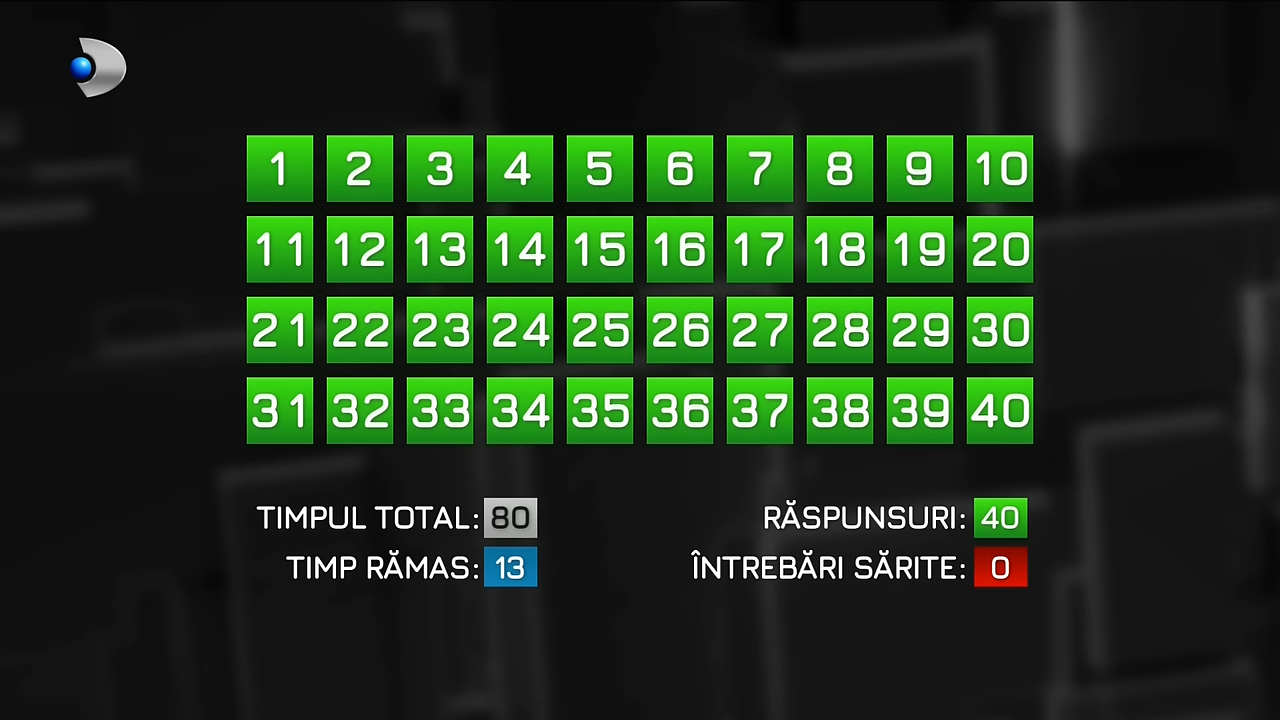 1 2 3 4 5 6 7 8 9 10
11 12 13 14 15 16 17 18 19 20
21 22 23 24 25 26 27 28 29 30
31 32 33 34 35 36 37 38 39 40
TIMPUL TOTAL: 80
RĂSPUNSURI: 40
TIMP RĂMAS: 13
ÎNTREBĂRI SĂRITE: 0